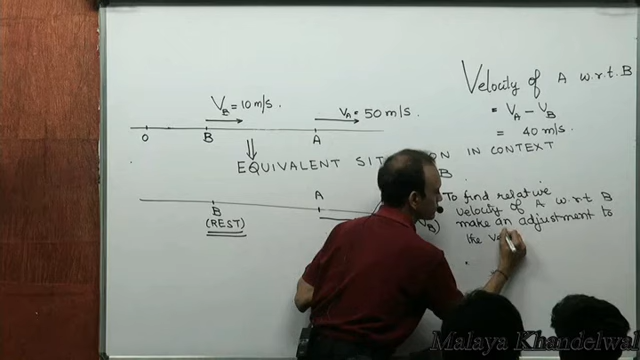 Velocity of A w.r.t. B
= V_A - V_B
= 40 m/s.
V_B = 10 m/s.
V_A = 50 m/s.
O B A
EQUIVALENT ON IN CONTEXT
B
A
B
(REST)
V_B)
To find relative
velocity of A w.r.t B
make an adjustment to
the
Malaya Khandelwal